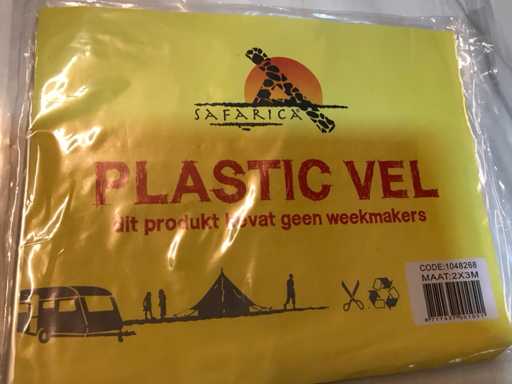 SAFARICA
PLASTIC VEL
dit produkt bevat geen weekmakers
CODE:1048268
MAAT:2X3M